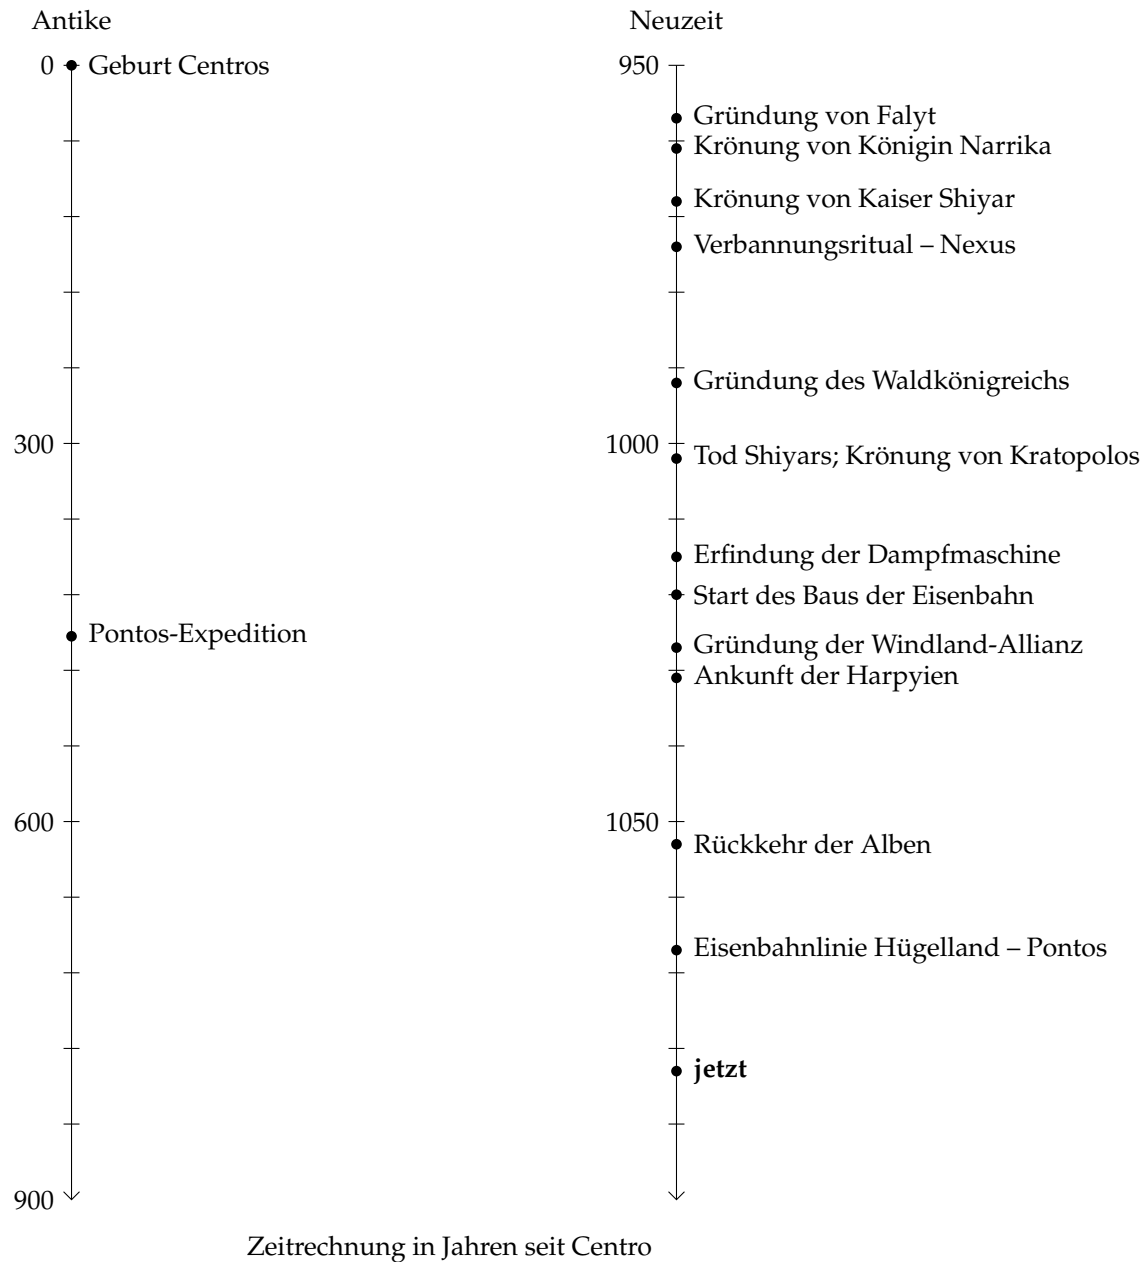 Antike
0 Geburt Centros
300
Pontos-Expedition
600
900
Neuzeit
950
Gründung von Falyt
Krönung von Königin Narrika
Krönung von Kaiser Shiyar
Verbannungsritual – Nexus
Gründung des Waldkönigreichs
1000
Tod Shiyars; Krönung von Kratopolos
Erfindung der Dampfmaschine
Start des Baus der Eisenbahn
Gründung der Windland-Allianz
Ankunft der Harpyien
1050
Rückkehr der Alben
Eisenbahnlinie Hügelland – Pontos
jetzt
Zeitrechnung in Jahren seit Centro